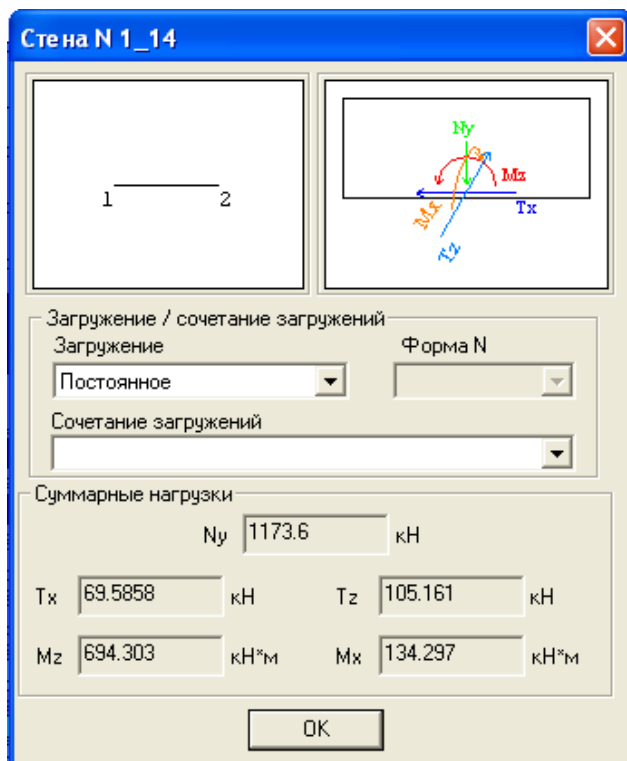 Стена N 1_14
1 2
Ny
Mz
Mx
Tx
Tz
Загружение / сочетание загружений
Загружение Форма N
Постоянное
Сочетание загружений
Суммарные нагрузки
Ny 1173.6 кН
Tx 69.5858 кН Tz 105.161 кН
Mz 694.303 кН*м Mx 134.297 кН*м
OK